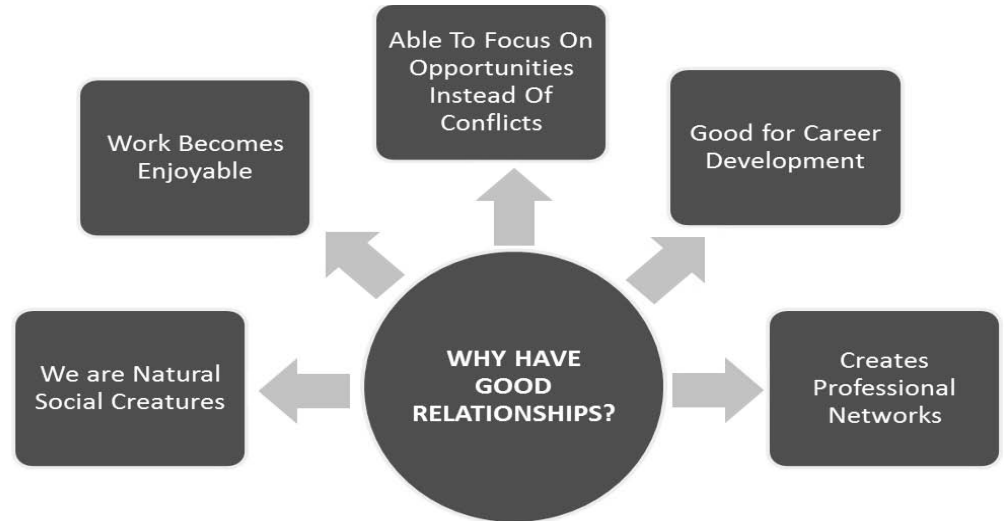 Able To Focus On
Opportunities
Instead Of
Conflicts
Work Becomes
Enjoyable
Good for Career
Development
We are Natural
Social Creatures
WHY HAVE
GOOD
RELATIONSHIPS?
Creates
Professional
Networks